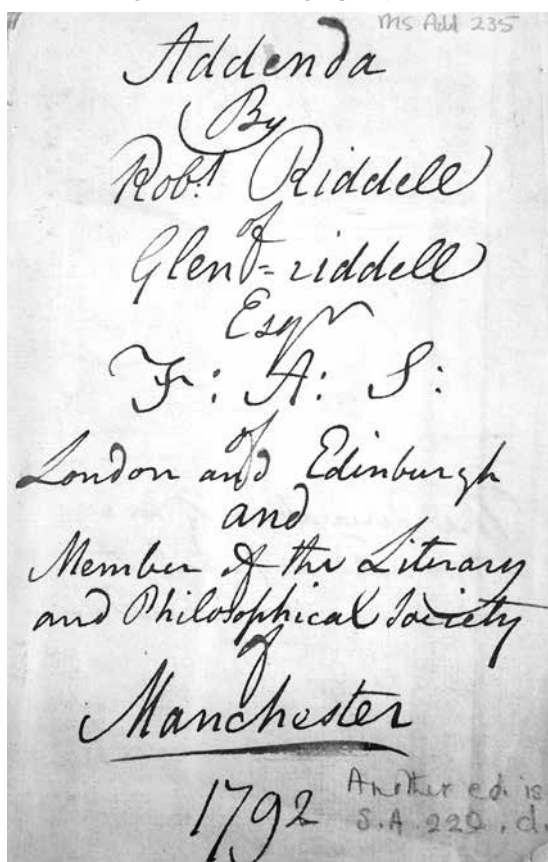 MS Add 235
Addenda
By
Robt. Riddell
of
Glen=riddell
Esqr
F: A: S:
of
London and Edinburgh
and
Member of the Literary
and Philosophical Society
of
Manchester
1792
Another ed. is
S.A. 220. d.